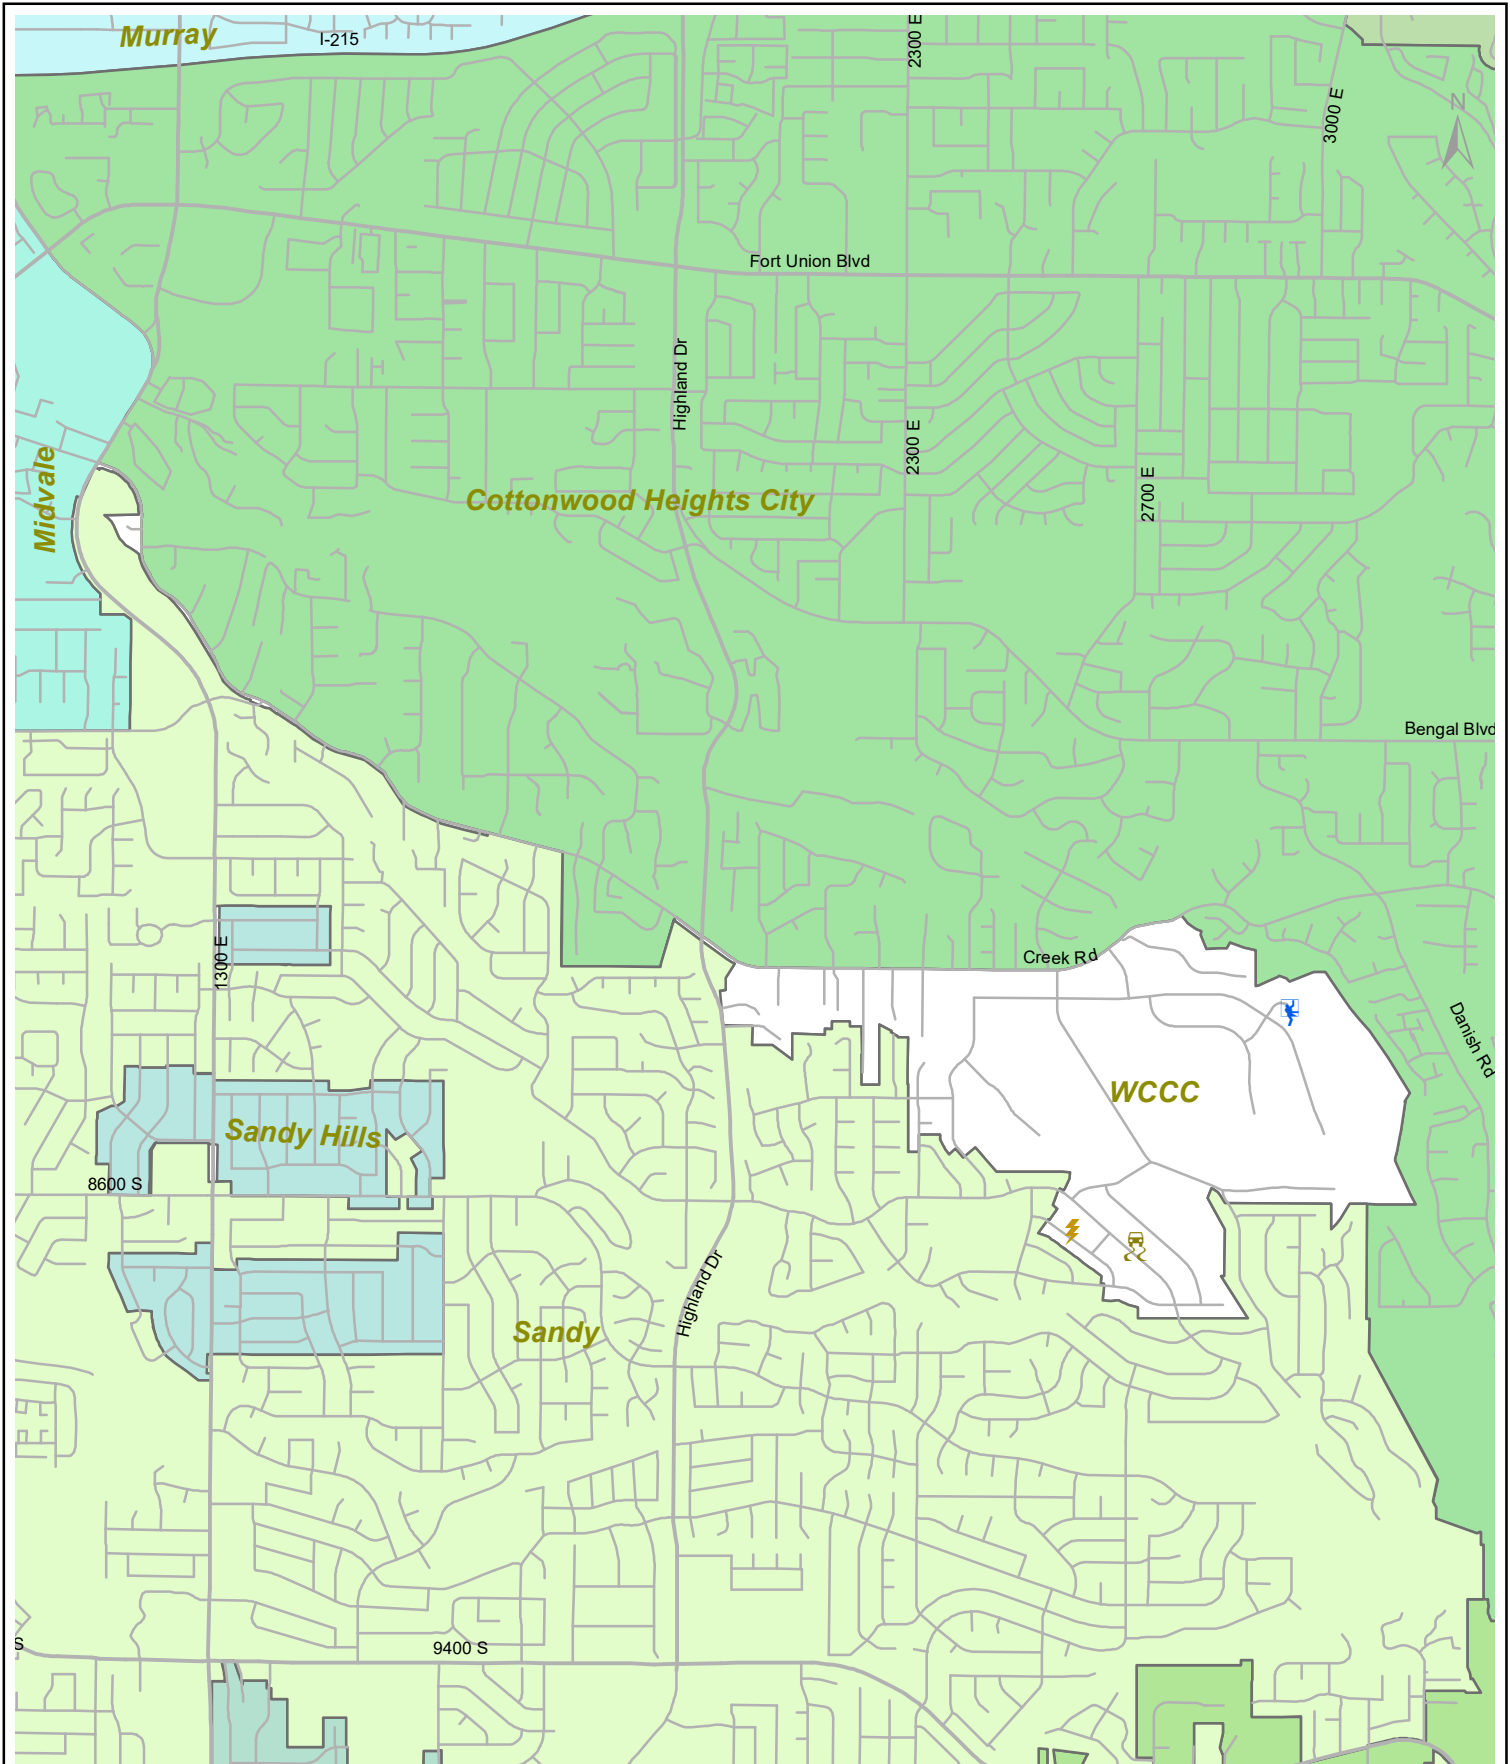 Murray
I-215
2300 E
3000 E
N
Fort Union Blvd
Highland Dr
2300 E
Midvale
Cottonwood Heights City
2700 E
Bengal Blvd
1300 E
Creek Rd
Danish Rd
WCCC
Sandy Hills
8600 S
Highland Dr
Sandy
S
9400 S